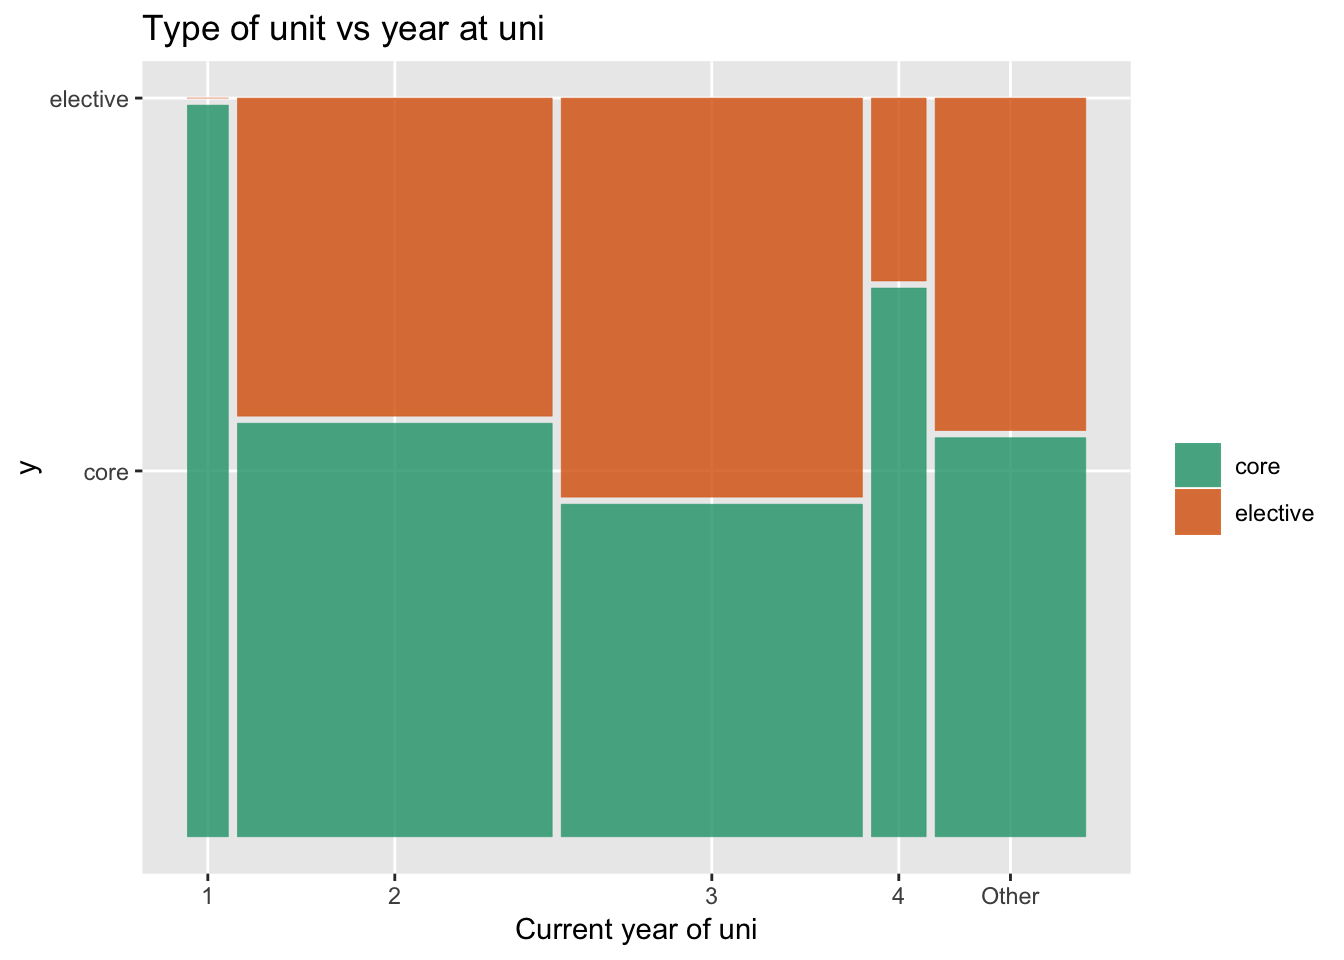 Type of unit vs year at uni
elective
core
y
core
elective
1 2 3 4 Other
Current year of uni